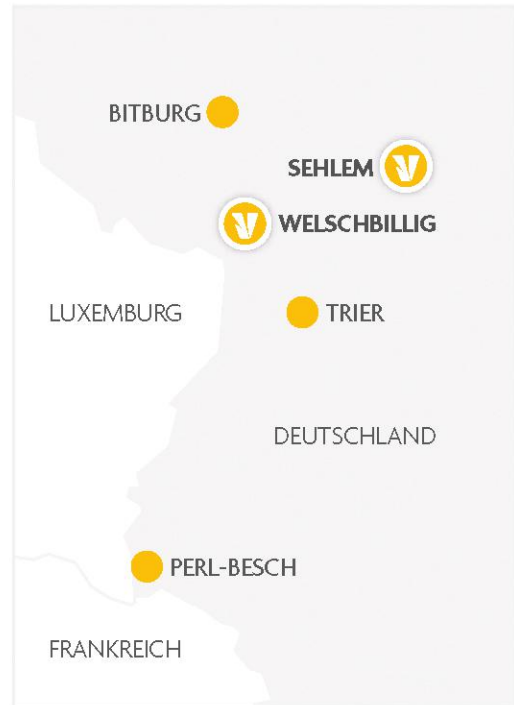 BITBURG
SEHLEM
WELSCHBILLIG
LUXEMBURG
TRIER
DEUTSCHLAND
PERL-BESCH
FRANKREICH